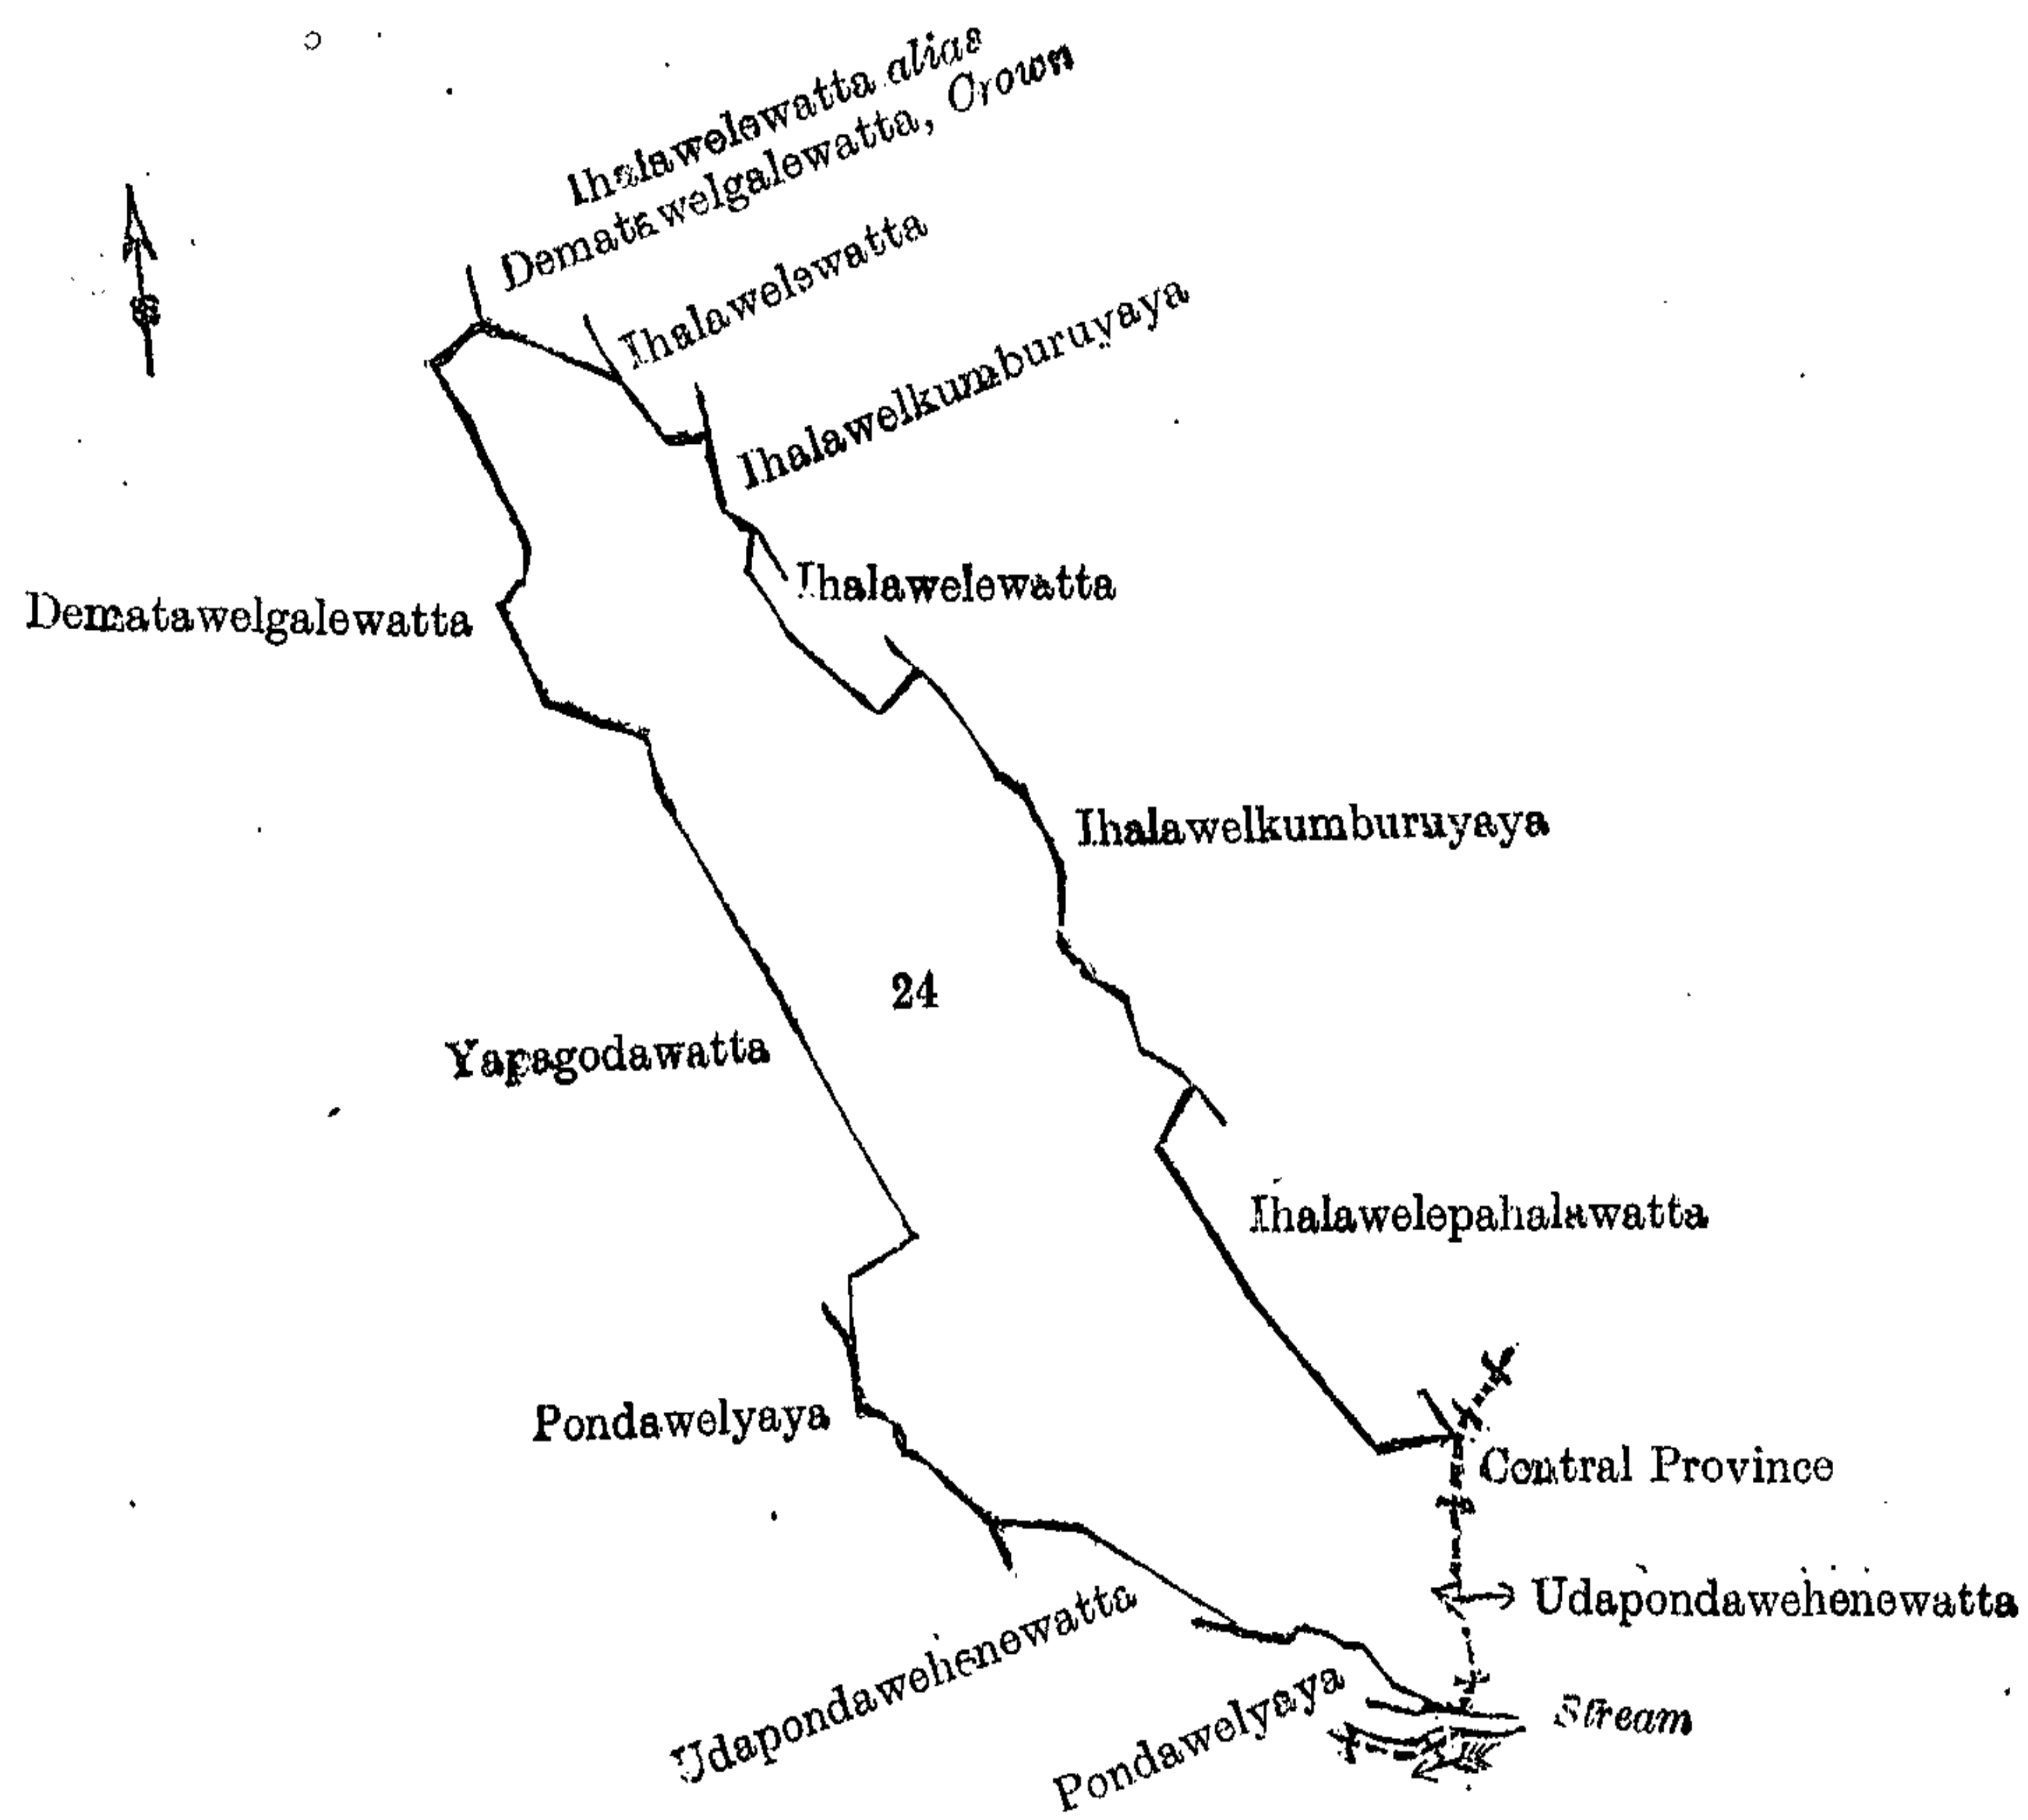 Ihalawelewatta alias
Dematawelgalewatta, Crown
Ihalawelewatta
Ihalawelkumburuyaya
Ihalawelewatta
Dematawelgalewatta
Ihalawelkumburuyaya
24
Yapagodawatta
Ihalawelepahalawatta
Pondawelyaya
Central Province
Udapondawehenewatta
Udapondawehenewatta
Pondawelyaya
Stream